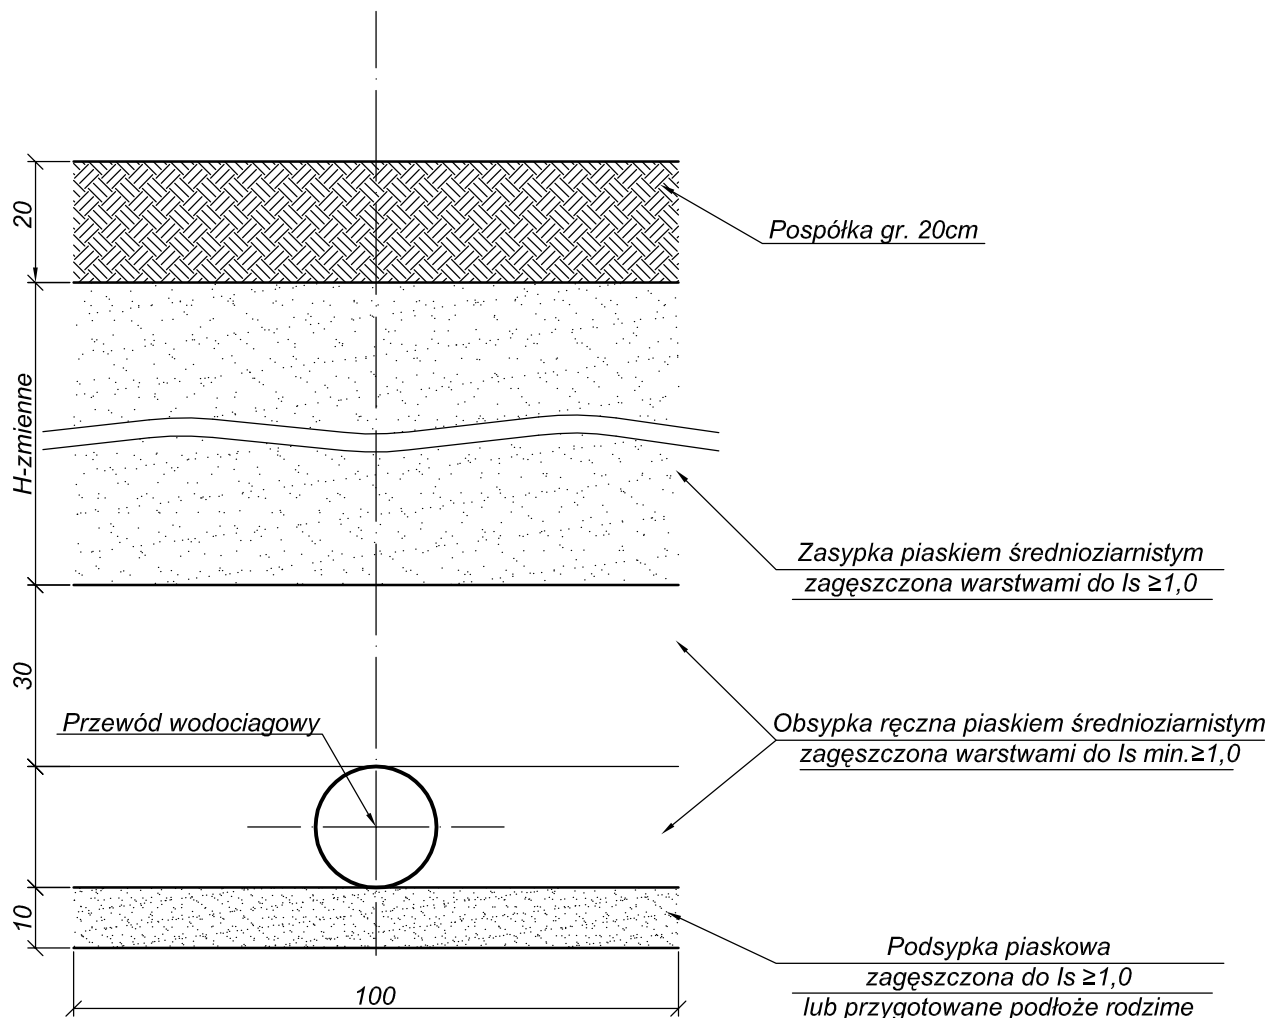 20
Pospółka gr. 20cm
H-zmienne
Zasypka piaskiem średnioziarnistym
zagęszczona warstwami do Is ≥1,0
30
Przewód wodociągowy
Obsypka ręczna piaskiem średnioziarnistym
zagęszczona warstwami do Is min.≥1,0
10
Podsypka piaskowa
zagęszczona do Is ≥1,0
lub przygotowane podłoże rodzime
100